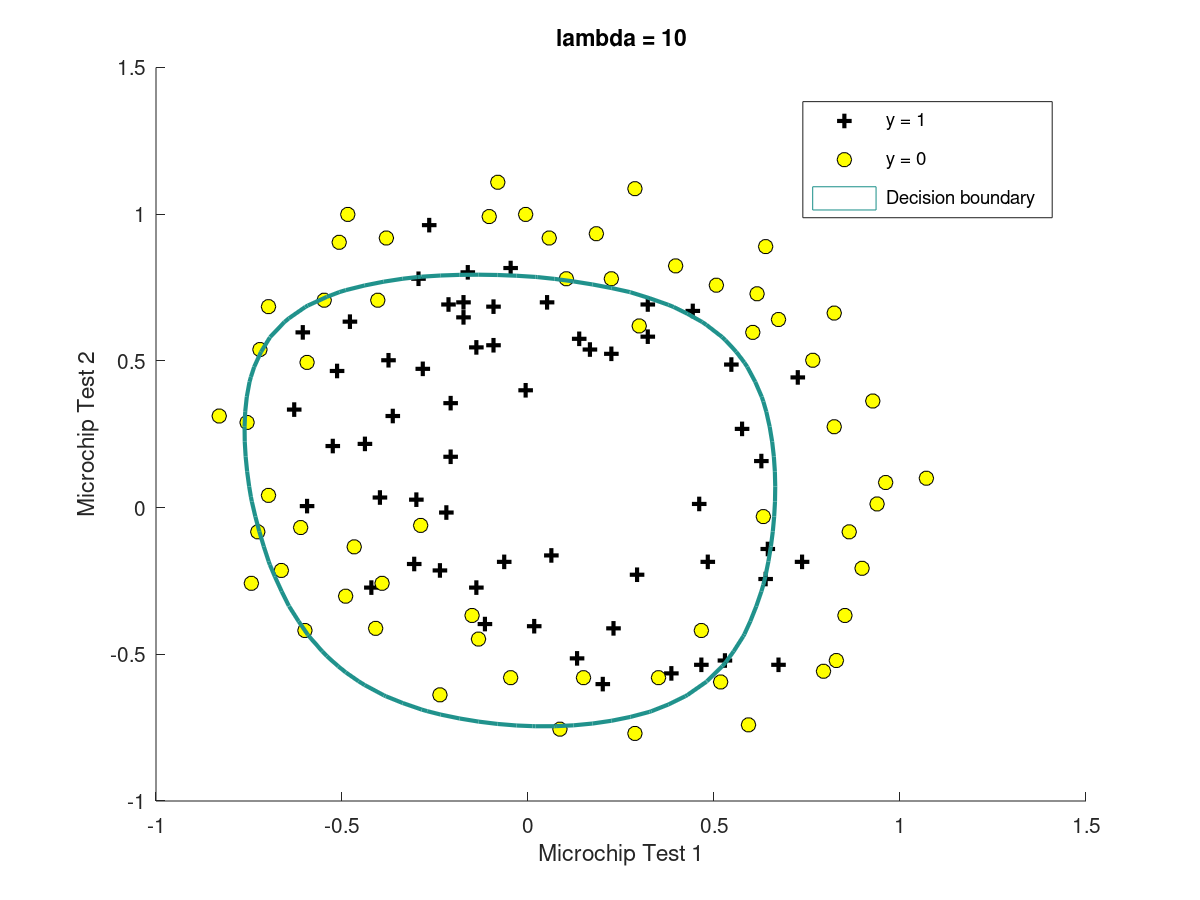 lambda = 10
1.5
1
0.5
0
-0.5
-1
-1
-0.5
0
0.5
1
1.5
Microchip Test 2
Microchip Test 1
y = 1
y = 0
Decision boundary